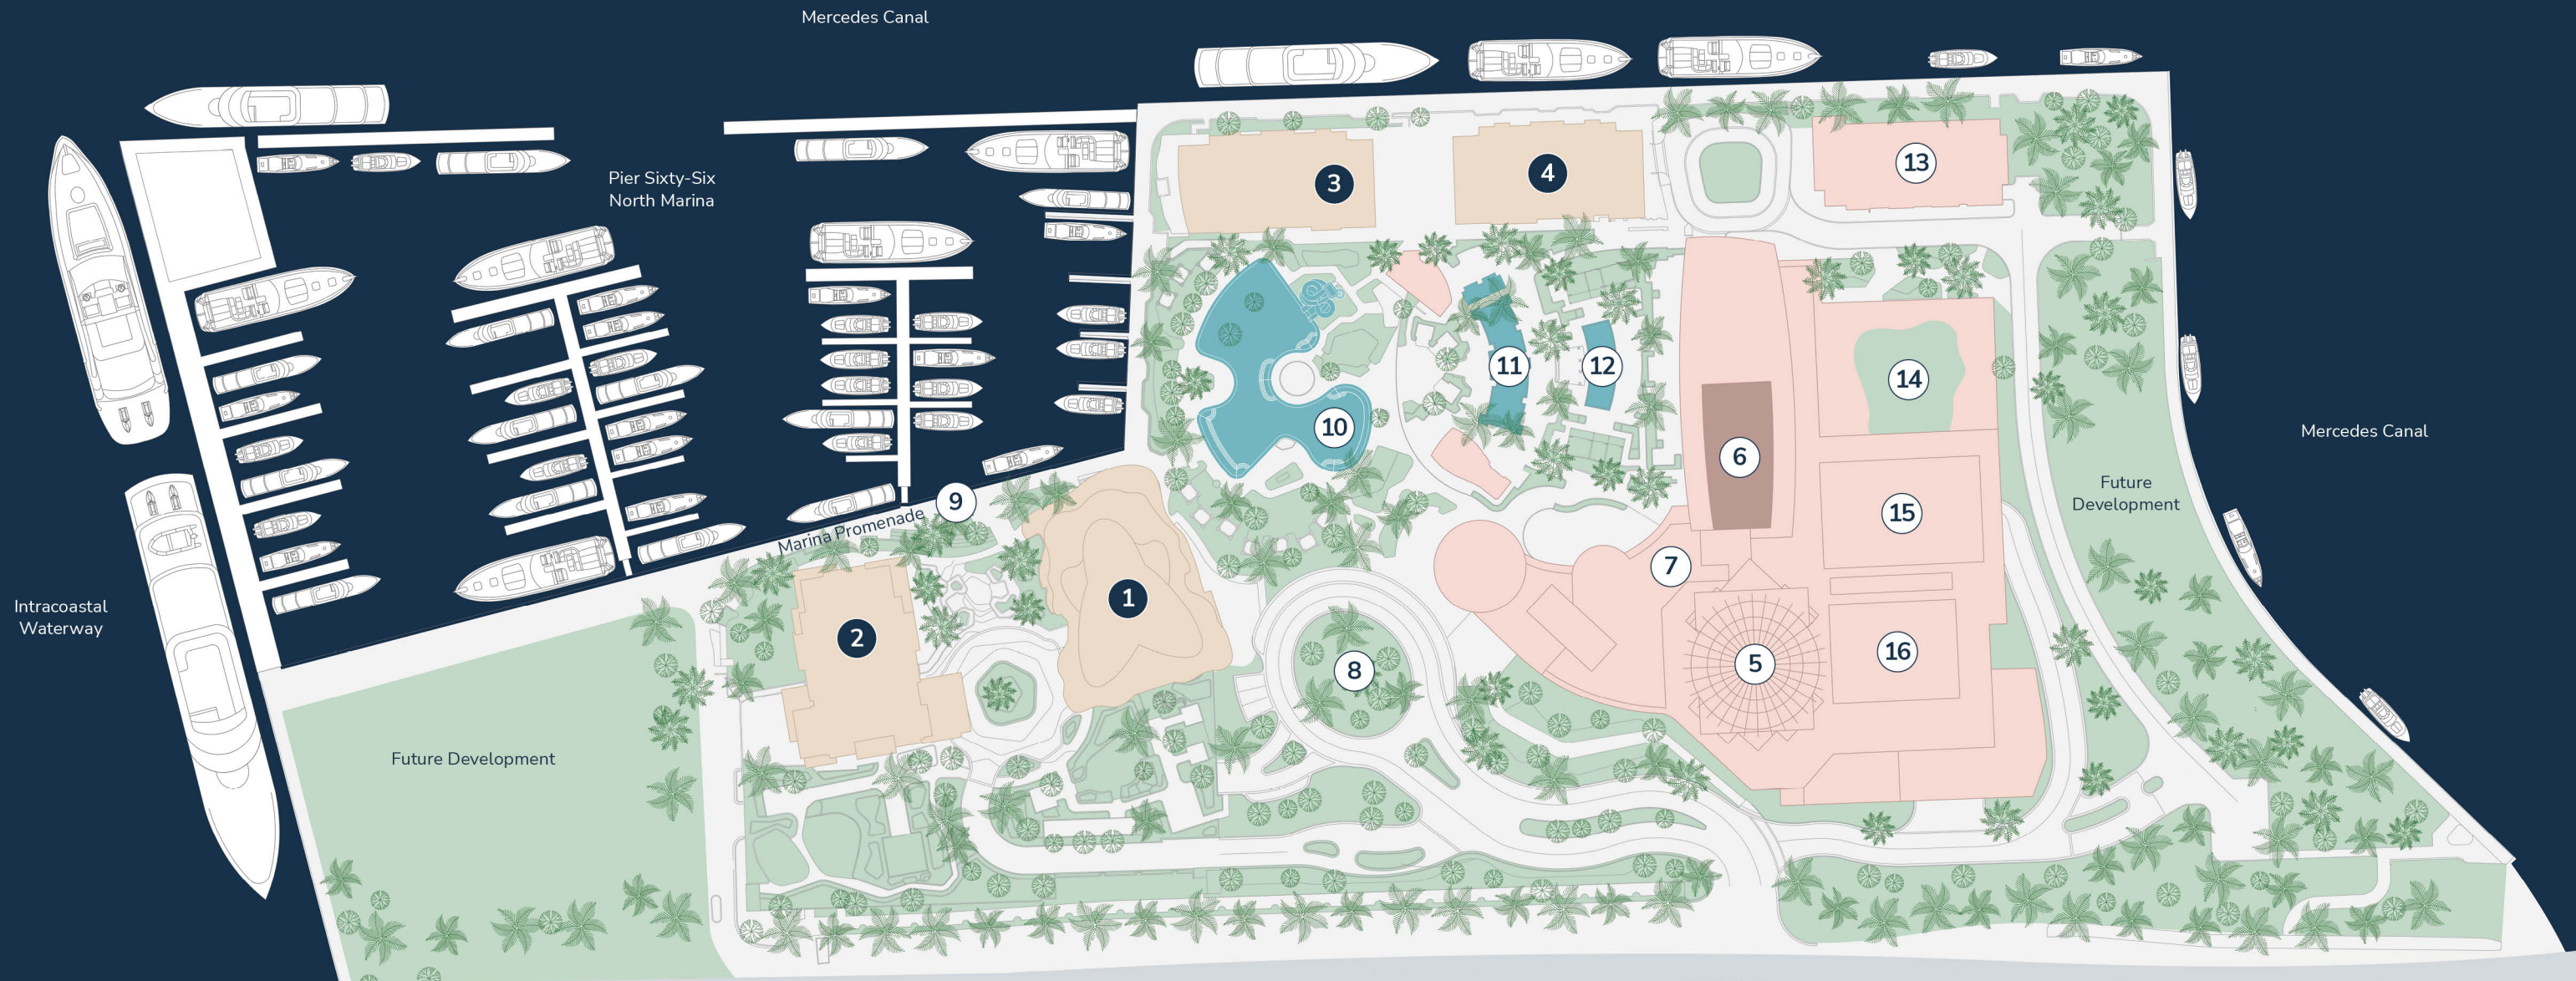 Mercedes Canal
Pier Sixty-Six
North Marina
3
4
13
11
12
14
10
6
Mercedes Canal
9
Marina Promenade
15
Future
Development
7
1
Intracoastal
Waterway
2
8
5
16
Future Development